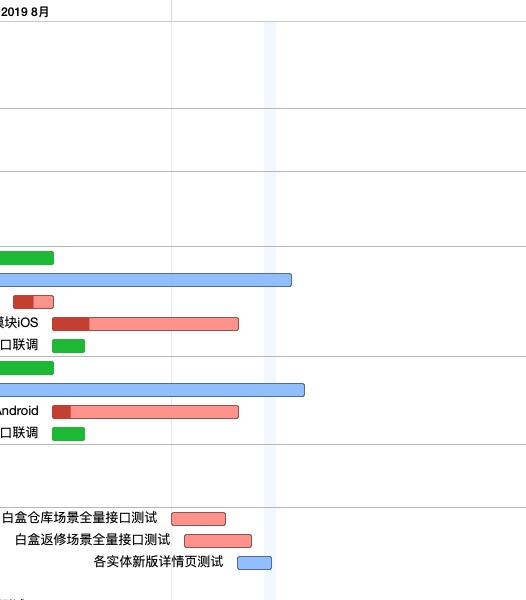 2019 8月
块iOS
口联调
Android
口联调
白盒仓库场景全量接口测试
白盒返修场景全量接口测试
各实体新版详情页测试